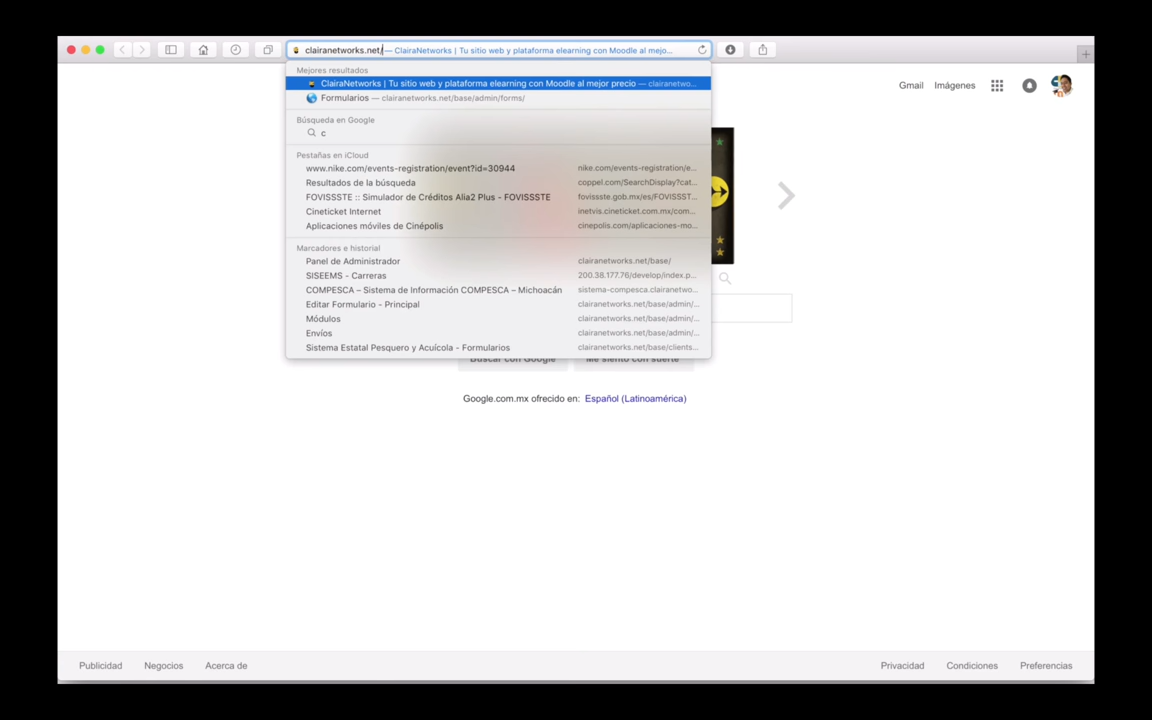 clairanetworks.net/ — ClairaNetworks | Tu sitio web y plataforma elearning con Moodle al mejo...
Mejores resultados
ClairaNetworks | Tu sitio web y plataforma elearning con Moodle al mejor precio — clairanetwo...
Formularios — clairanetworks.net/base/admin/forms/
Gmail Imágenes
Búsqueda en Google
c
Pestañas en iCloud
www.nike.com/events-registration/event?id=30944 nike.com/events-registration/e...
Resultados de la búsqueda coppel.com/SearchDisplay?cat...
FOVISSSTE :: Simulador de Créditos Alia2 Plus - FOVISSSTE fovissste.gob.mx/es/FOVISSST...
Cineticket Internet inetvis.cineticket.com.mx/com...
Aplicaciones móviles de Cinépolis cinepolis.com/aplicaciones-mo...
Marcadores e historial
Panel de Administrador clairanetworks.net/base/
SISEEMS - Carreras 200.38.177.76/develop/index.p...
COMPESCA – Sistema de Información COMPESCA – Michoacán sistema-compesca.clairanetwo...
Editar Formulario - Principal clairanetworks.net/base/admin/...
Módulos clairanetworks.net/base/admin/...
Envíos clairanetworks.net/base/admin/...
Sistema Estatal Pesquero y Acuícola - Formularios clairanetworks.net/base/clients...
Buscar con Google Me siento con suerte
Google.com.mx ofrecido en: Español (Latinoamérica)
Publicidad Negocios Acerca de Privacidad Condiciones Preferencias